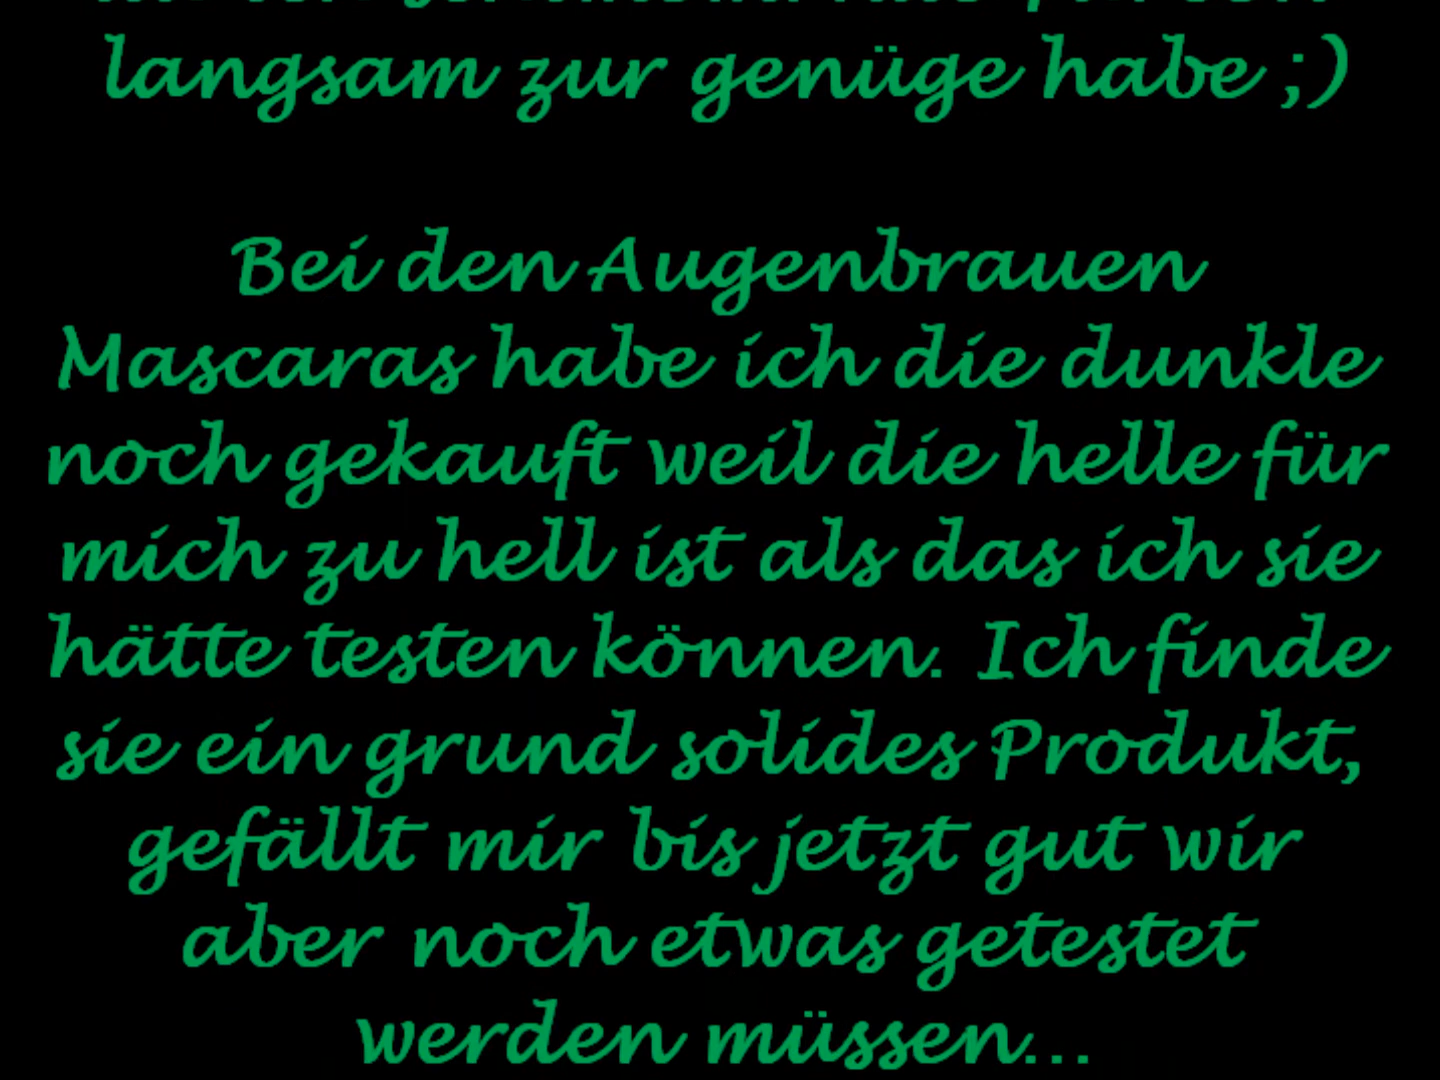 langsam zur genüge habe ;)
Bei den Augenbrauen
Mascaras habe ich die dunkle
noch gekauft weil die helle für
mich zu hell ist als das ich sie
hätte testen können. Ich finde
sie ein grund solides Produkt,
gefällt mir bis jetzt gut wir
aber noch etwas getestet
werden müssen...